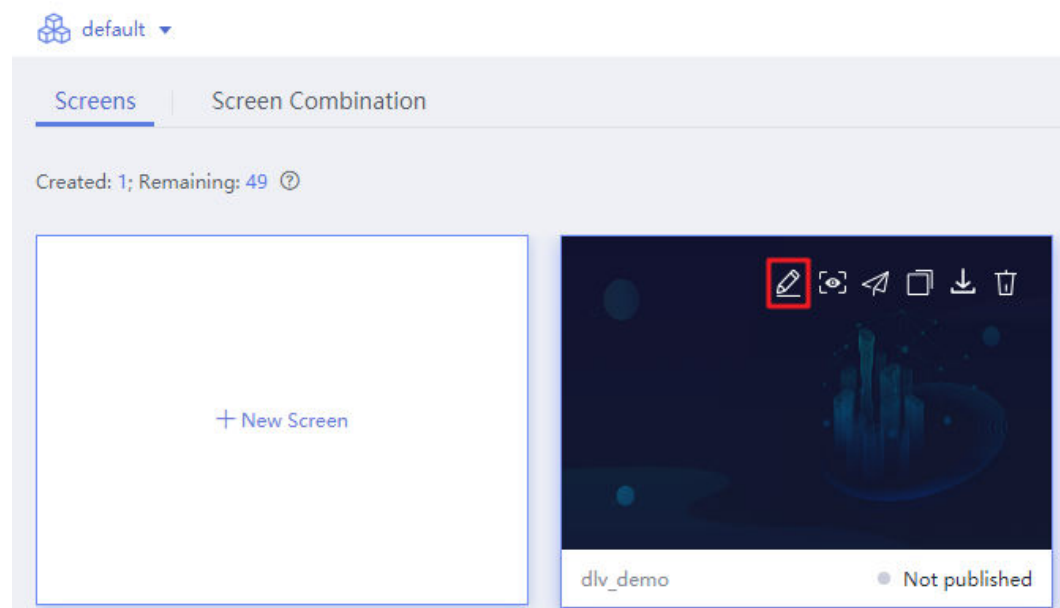 default
Screens Screen Combination
Created: 1; Remaining: 49
+ New Screen
dlv_demo Not published